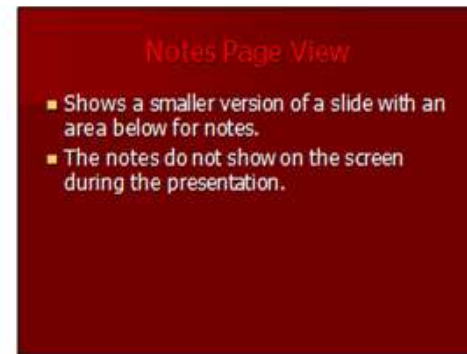 Notes Page View
Shows a smaller version of a slide with an
area below for notes.
The notes do not show on the screen
during the presentation.